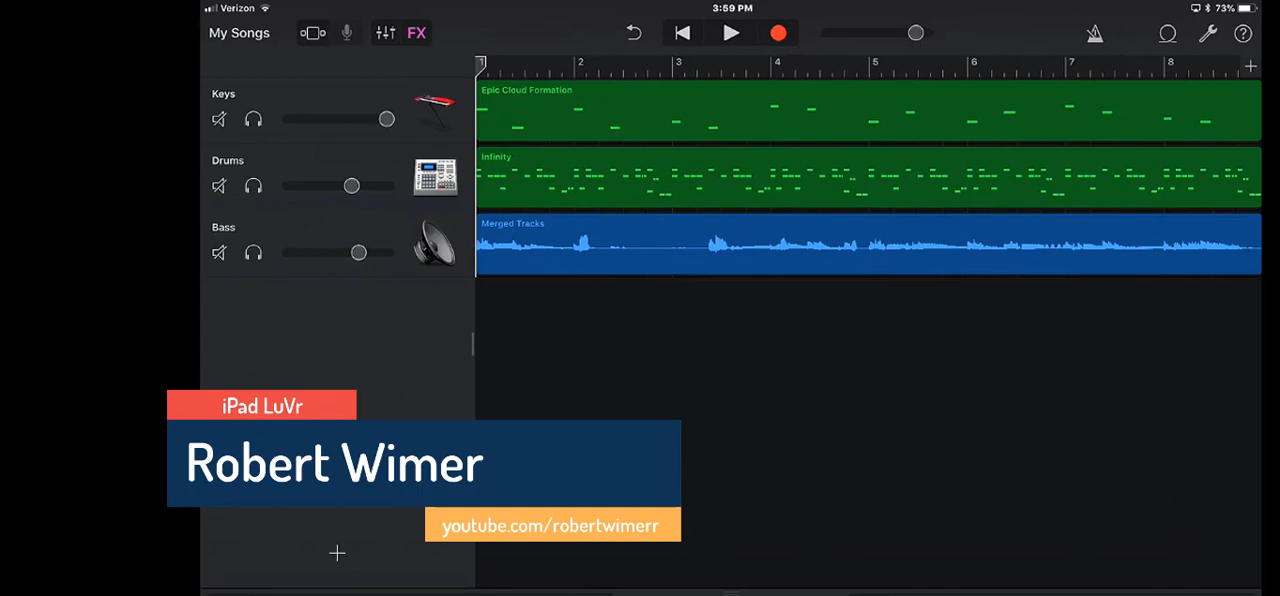 Verizon 3:59 PM 73%
My Songs FX
1 2 3 4 5 6 7 8
Keys Epic Cloud Formation
Drums Infinity
Bass Merged Tracks
iPad LuVr
Robert Wimer
youtube.com/robertwimerr